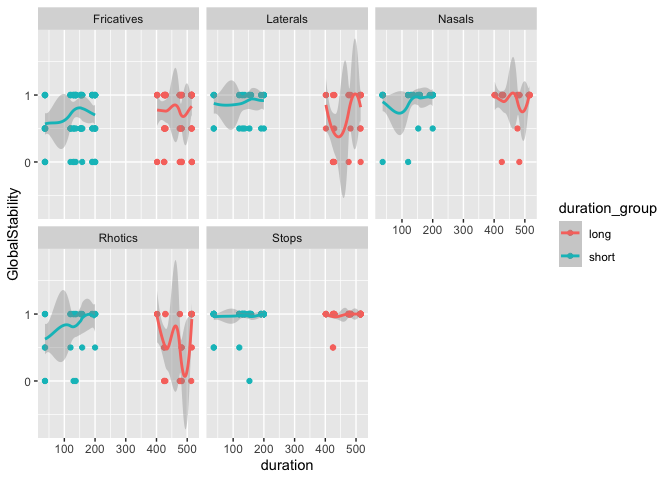 Fricatives Laterals Nasals
1
0
100 200 300 400 500
Rhotics Stops
1
0
100 200 300 400 500 100 200 300 400 500
duration
GlobalStability
duration_group
long
short